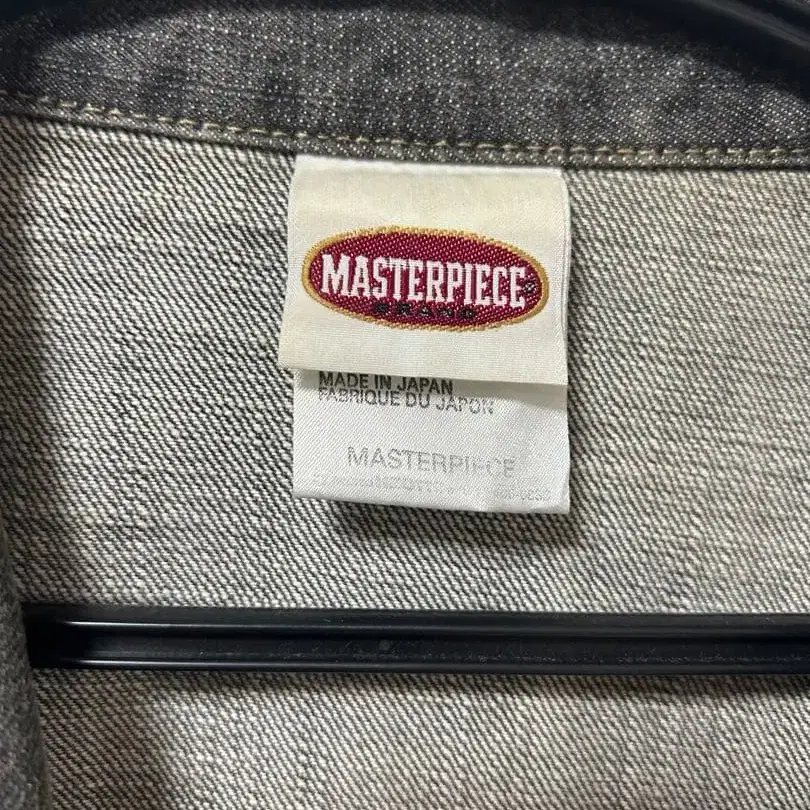 MASTERPIECE®
BRAND
MADE IN JAPAN
FABRIQUE DU JAPON
MASTERPIECE